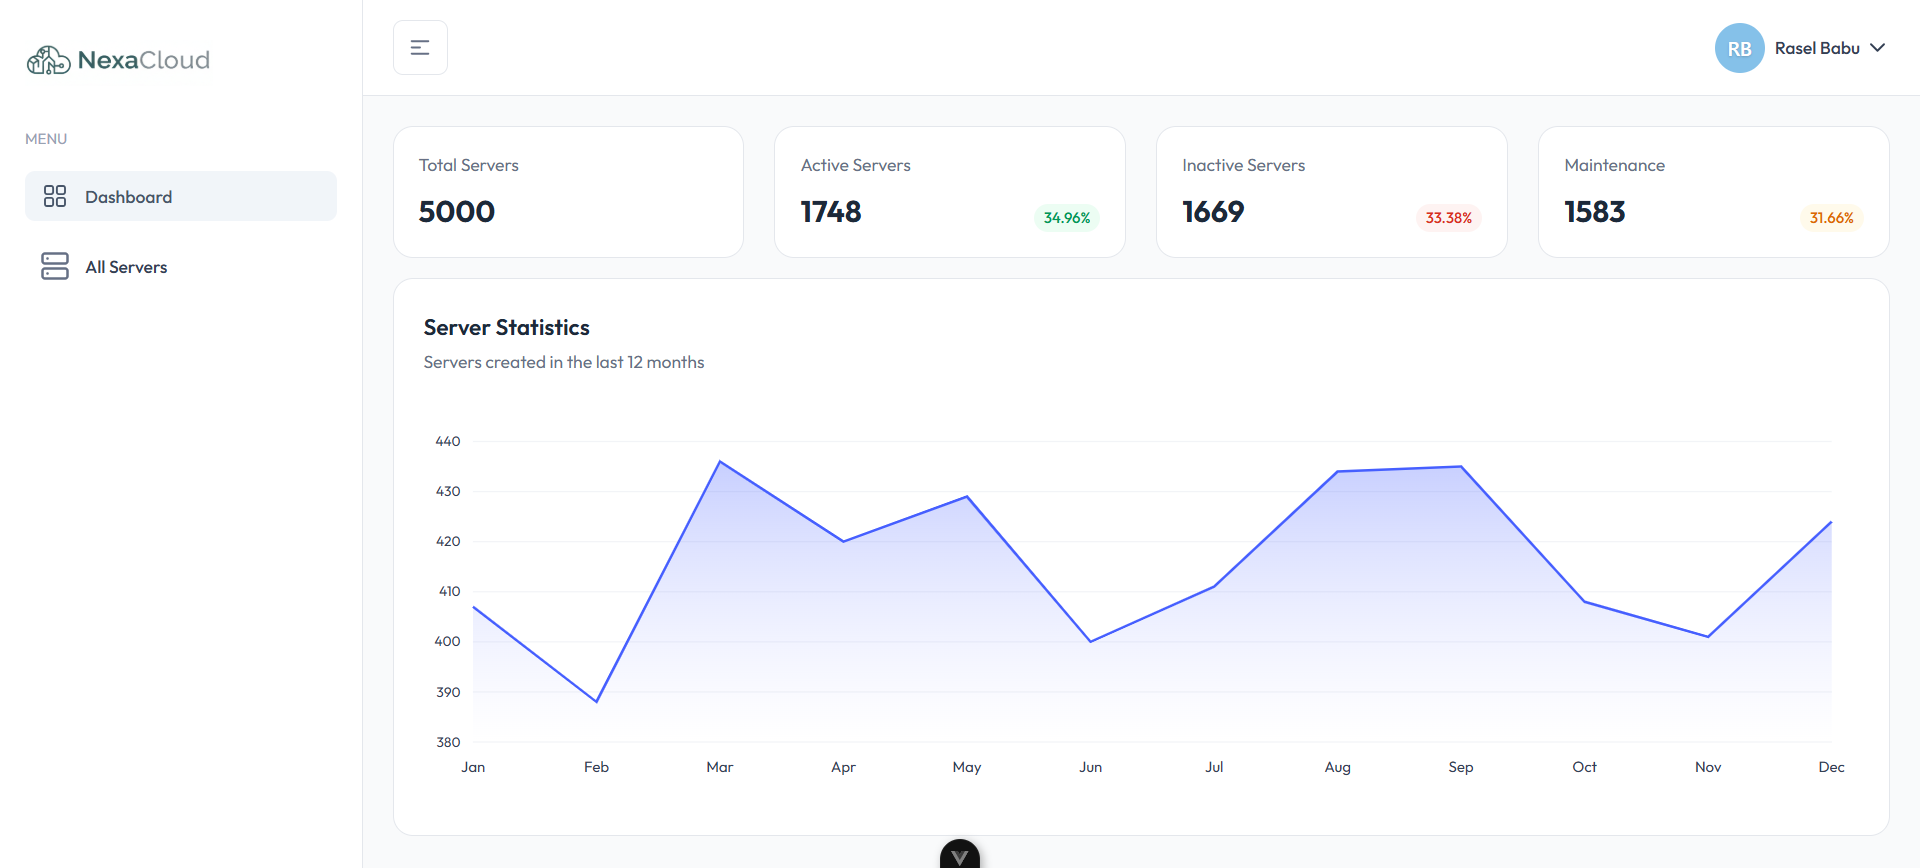 NexaCloud
MENU
Dashboard
All Servers
RB
Rasel Babu
Total Servers
5000
Active Servers
1748
34.96%
Inactive Servers
1669
33.38%
Maintenance
1583
31.66%
Server Statistics
Servers created in the last 12 months
440
430
420
410
400
390
380
Jan Feb Mar Apr May Jun Jul Aug Sep Oct Nov Dec